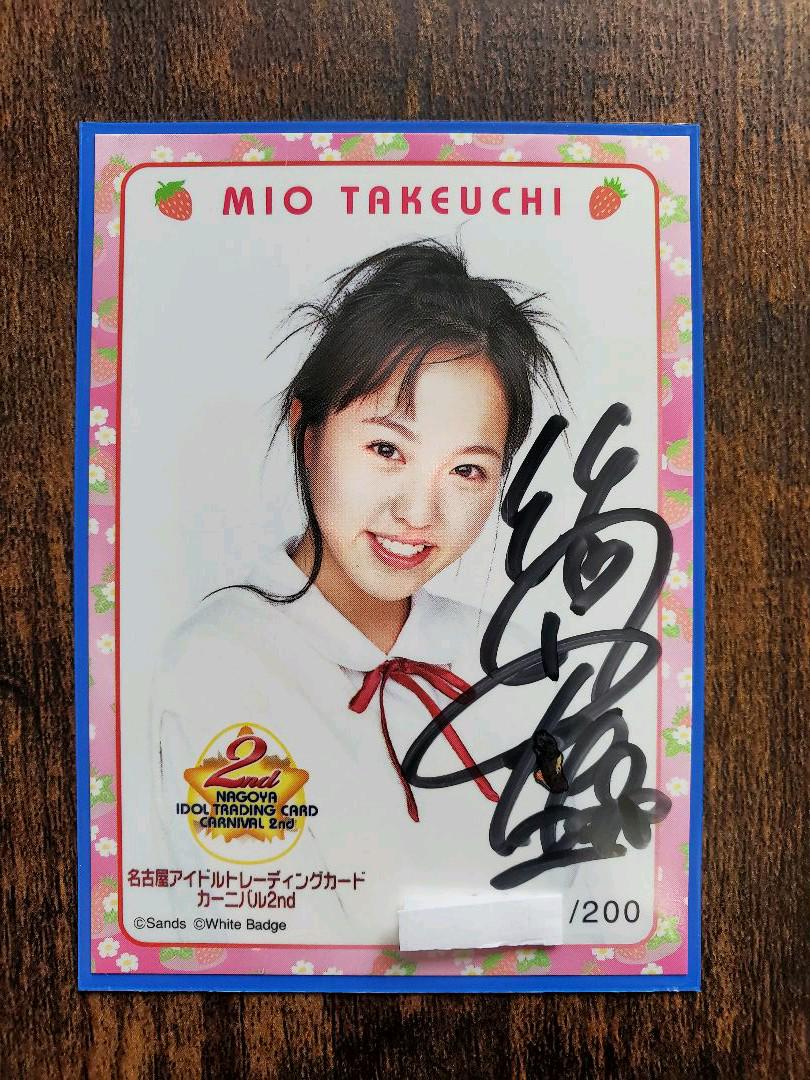 MIO TAKEUCHI
2nd
NAGOYA
IDOL TRADING CARD
CARNIVAL 2nd
名古屋アイドルトレーディングカード
カーニバル2nd
©Sands ©White Badge
/200